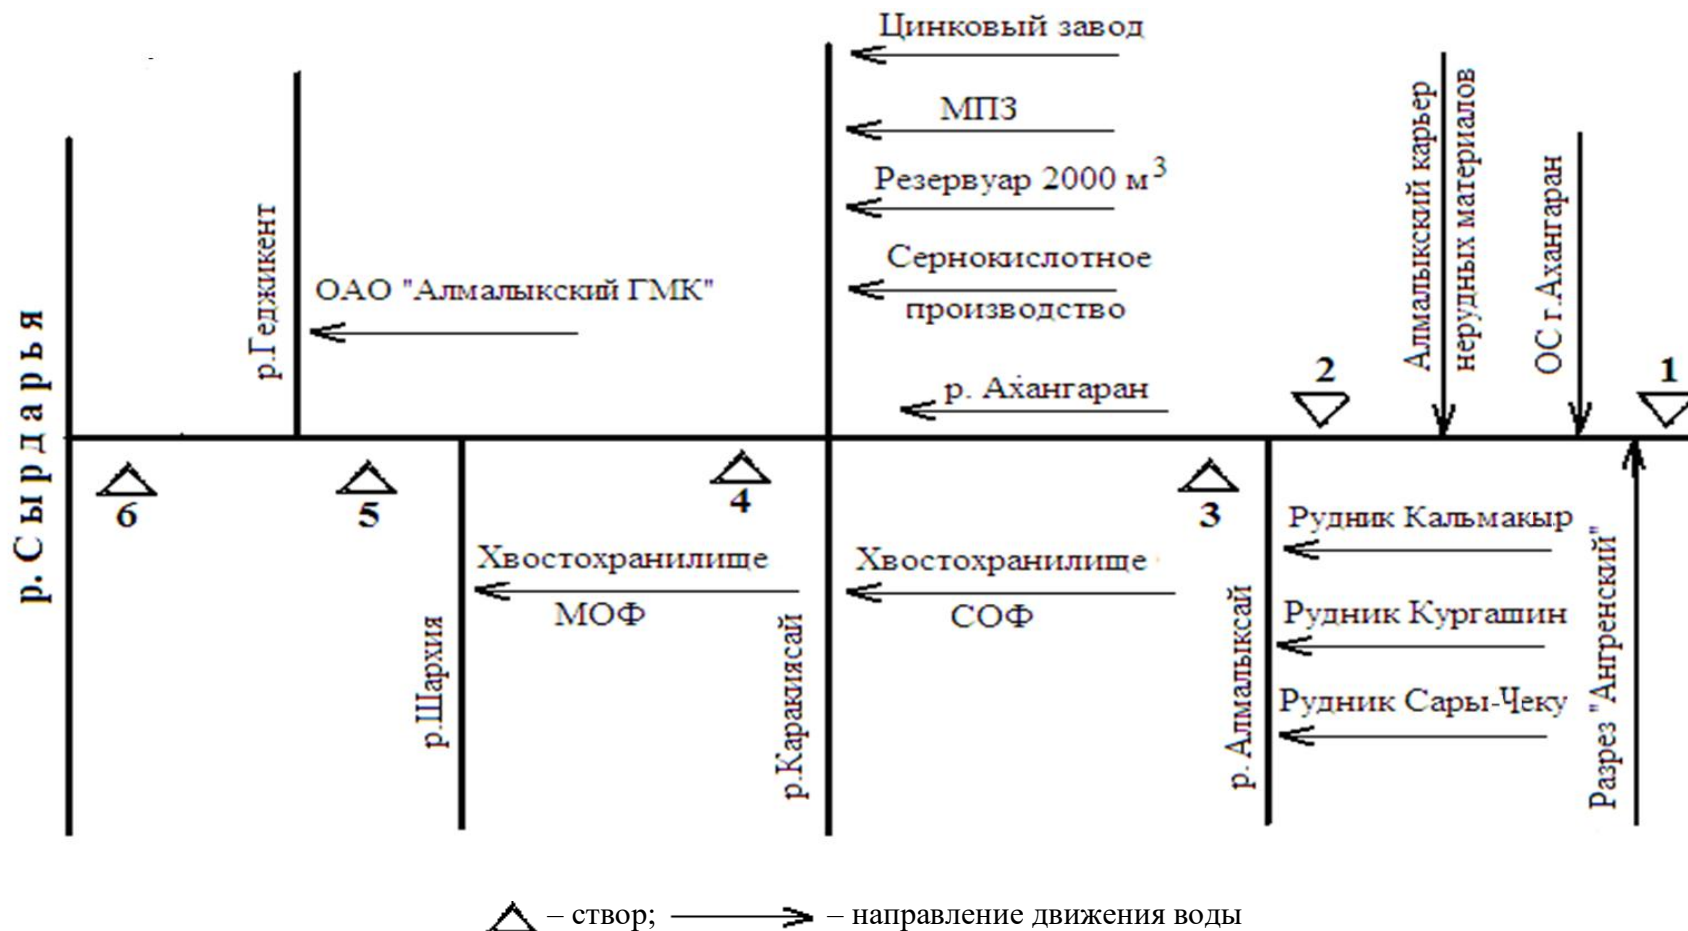 Цинковый завод
МПЗ
Резервуар 2000 м³
Сернокислотное
производство
р. Ахангаран
Алмалыкский карьер
нерудных материалов
ОС г.Ахангаран
1
2
р.Геджикент
ОАО "Алмалыкский ГМК"
р. Сырдарья
6
5
4
3
Хвостохранилище
МОФ
Хвостохранилище
СОФ
Рудник Кальмакыр
Рудник Кургашин
Рудник Сары-Чеку
р.Шархия
р.Каракиясай
р. Алмалыксай
Разрез "Ангренский"
– створ; – направление движения воды